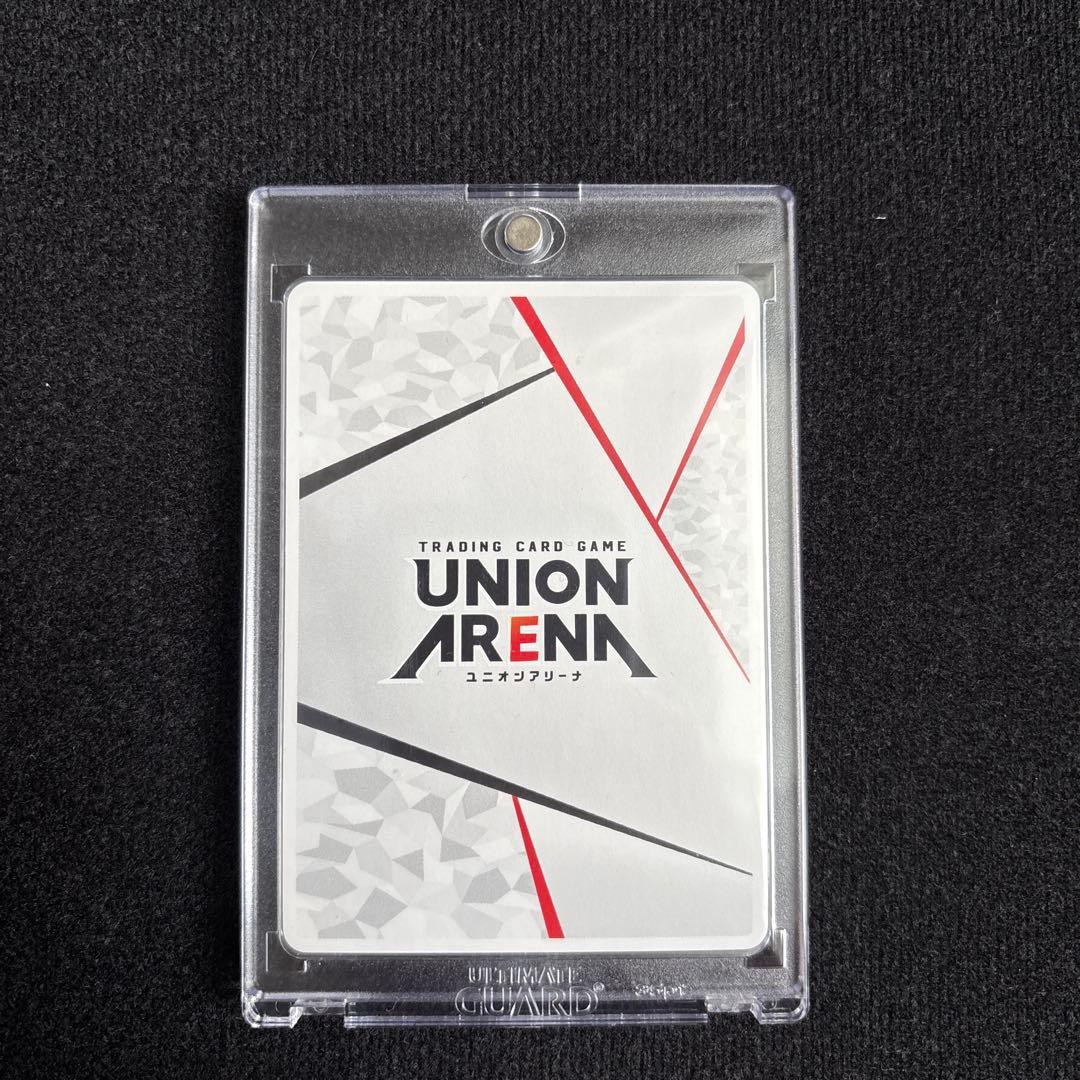 TRADING CARD GAME
UNION
ARENA
ユニオンアリーナ
ULTIMATE
GUARD®